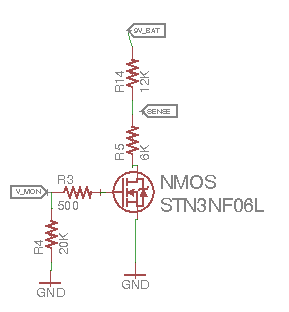 9V_BAT
R14
12K
SENSE
R5
6K
NMOS
STN3NF06L
V_MON
R3
500
R4
20K
GND
GND